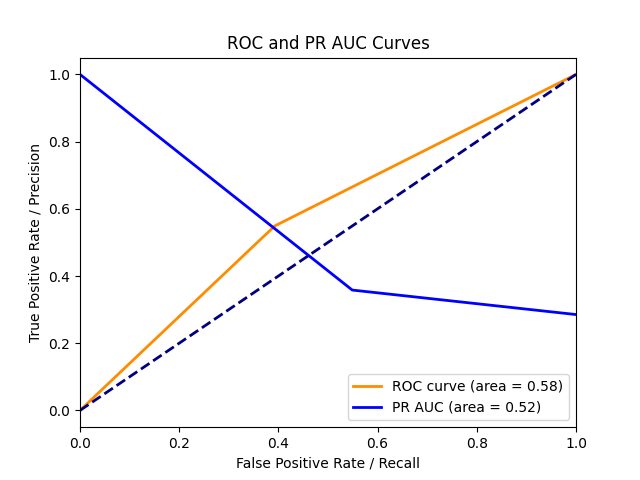 ROC and PR AUC Curves
True Positive Rate / Precision
1.0
0.8
0.6
0.4
0.2
0.0
ROC curve (area = 0.58)
PR AUC (area = 0.52)
0.0 0.2 0.4 0.6 0.8 1.0
False Positive Rate / Recall